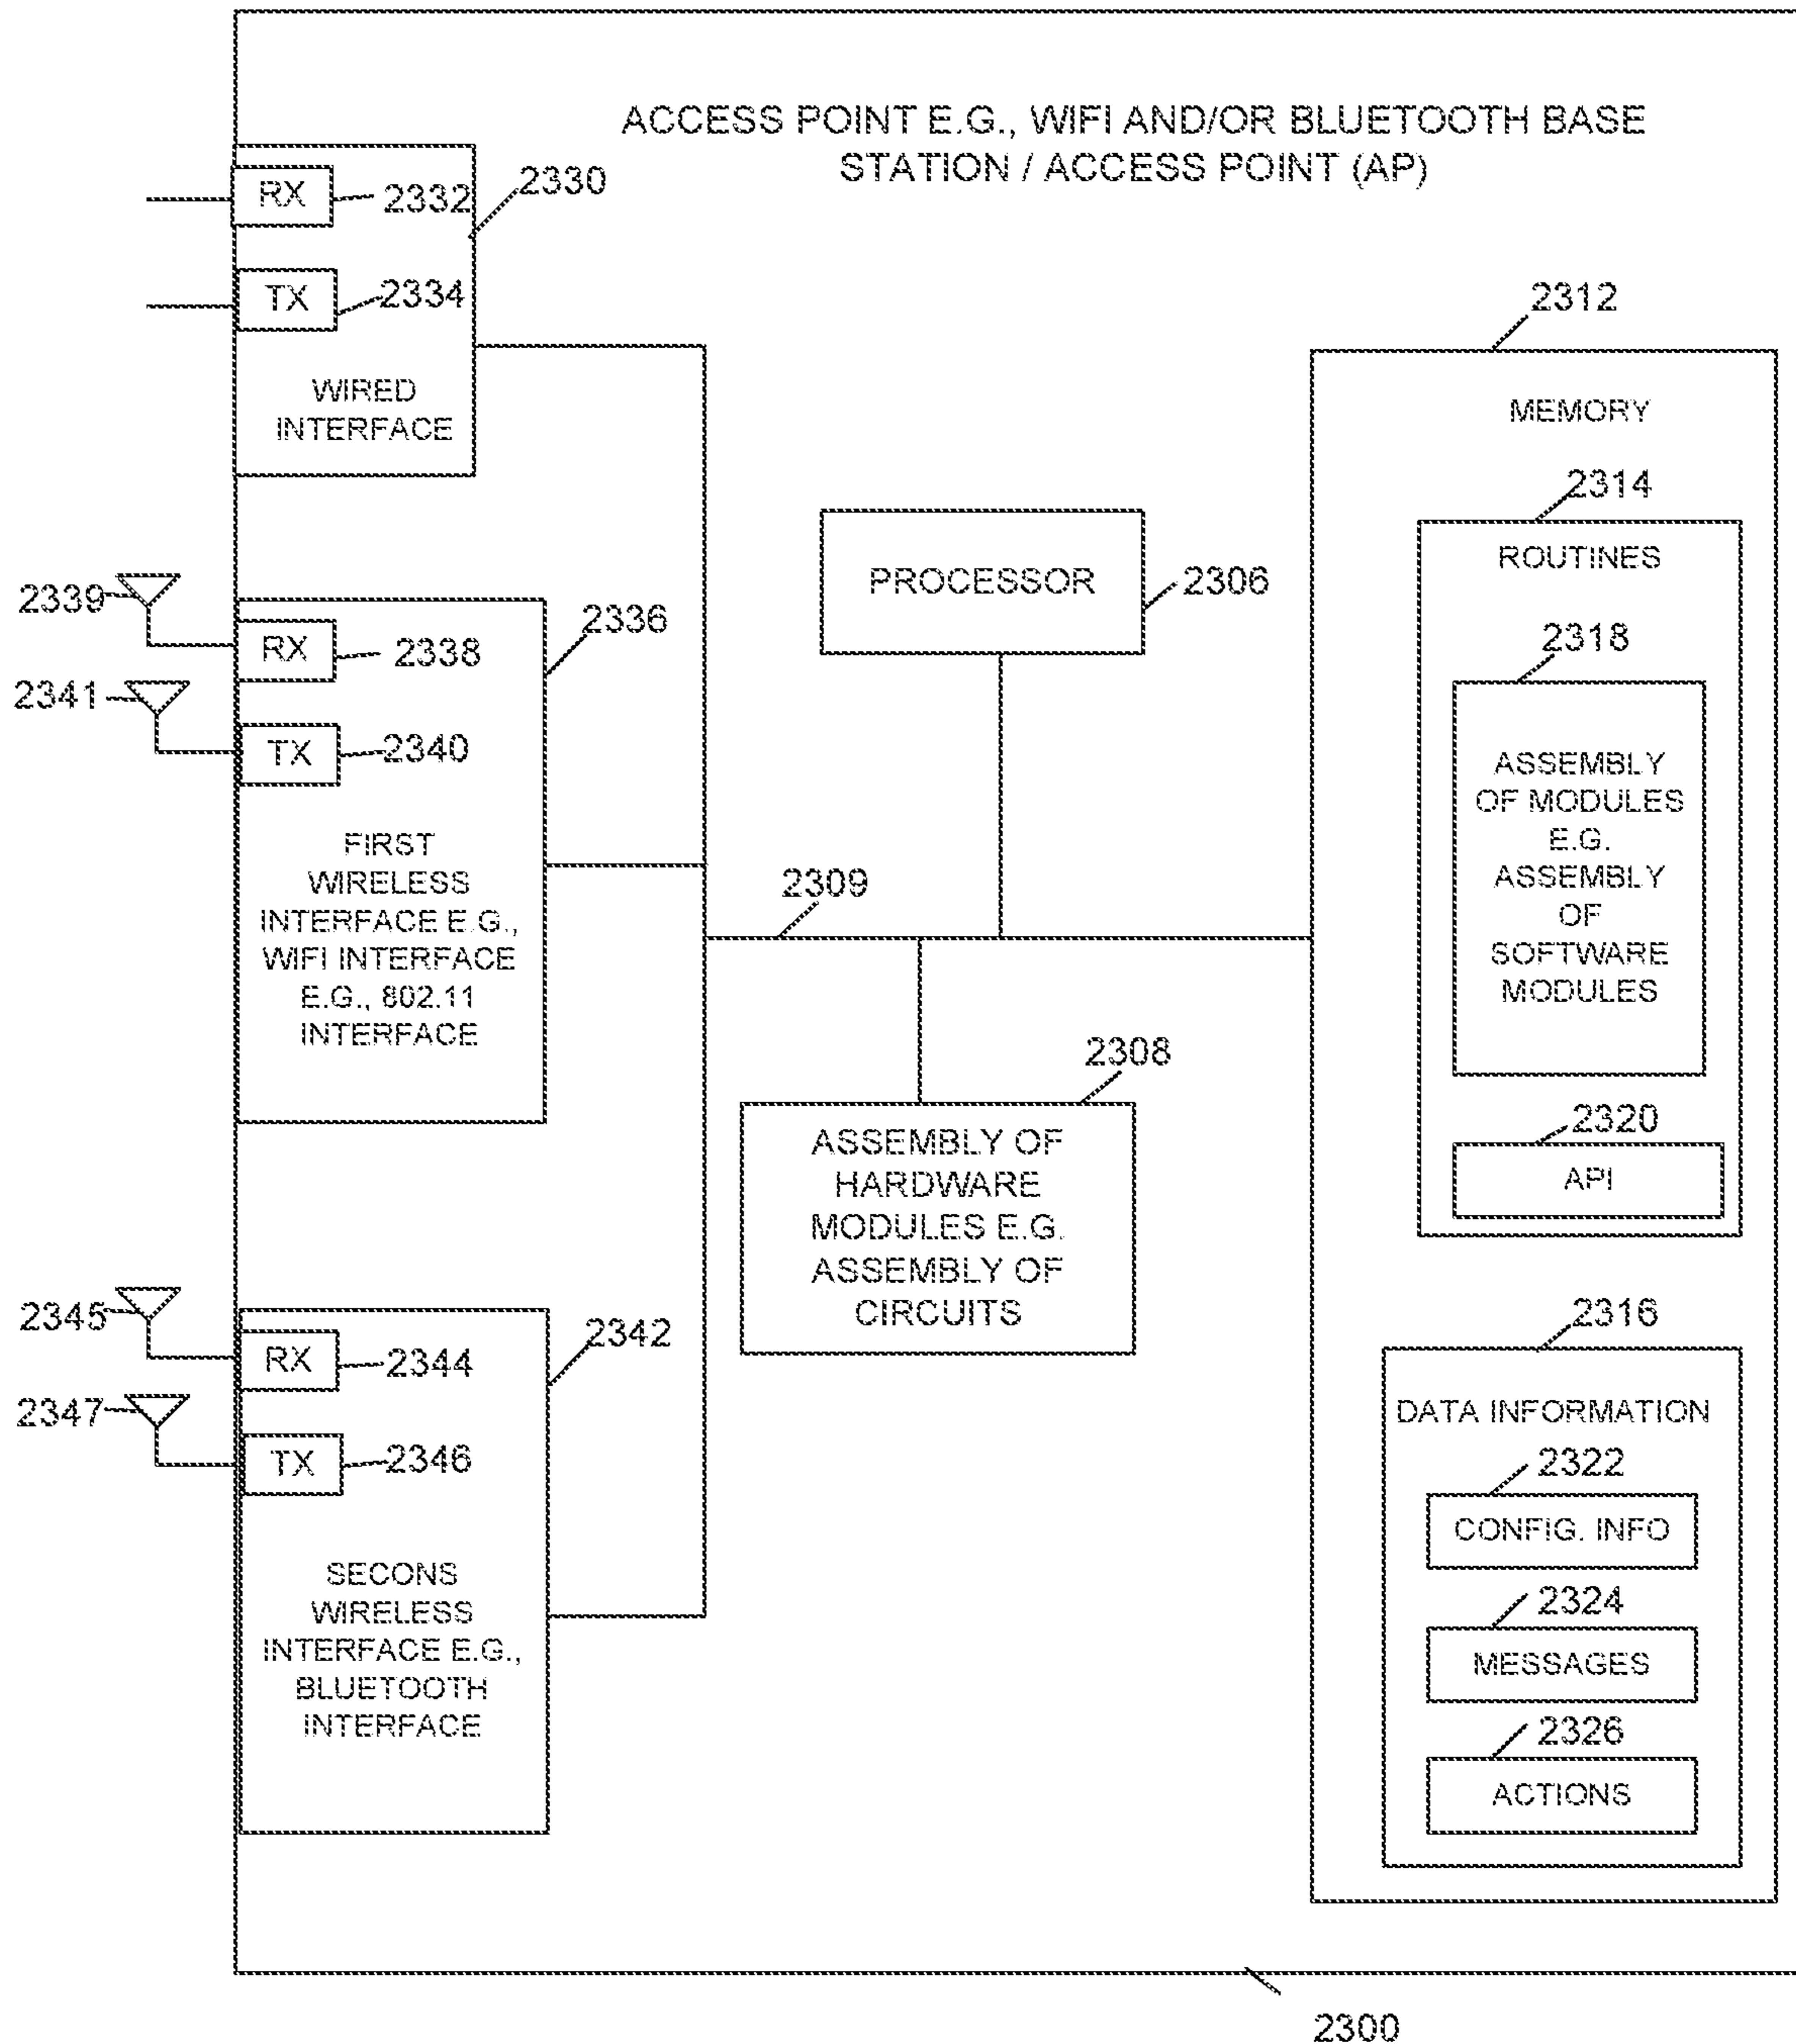 ACCESS POINT E.G., WIFI AND/OR BLUETOOTH BASE
STATION / ACCESS POINT (AP)
RX
2332
2330
TX
2334
WIRED
INTERFACE
2339
RX
2338
2336
2341
TX
2340
FIRST
WIRELESS
INTERFACE E.G.,
WIFI INTERFACE
E.G., 802.11
INTERFACE
2345
RX
2344
2342
2347
TX
2346
SECONS
WIRELESS
INTERFACE E.G.,
BLUETOOTH
INTERFACE
PROCESSOR
2306
2309
2308
ASSEMBLY OF
HARDWARE
MODULES E.G.
ASSEMBLY OF
CIRCUITS
2312
MEMORY
2314
ROUTINES
2318
ASSEMBLY
OF MODULES
E.G.
ASSEMBLY
OF
SOFTWARE
MODULES
2320
API
2316
DATA INFORMATION
2322
CONFIG. INFO
2324
MESSAGES
2326
ACTIONS
2300